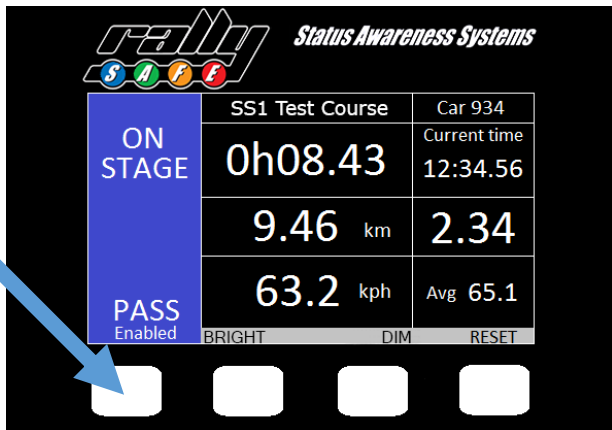 rally
Status Awareness Systems
SAFE
SS1 Test Course
Car 934
ON
STAGE
0h08.43
Current time
12:34.56
9.46 km
2.34
63.2 kph
Avg 65.1
PASS
Enabled
BRIGHT DIM RESET